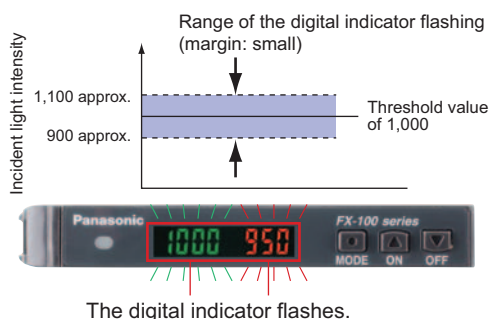 Range of the digital indicator flashing
(margin: small)
Incident light intensity
1,100 approx.
900 approx.
Threshold value
of 1,000
Panasonic
FX-100 series
1000 950
MODE ON OFF
The digital indicator flashes.